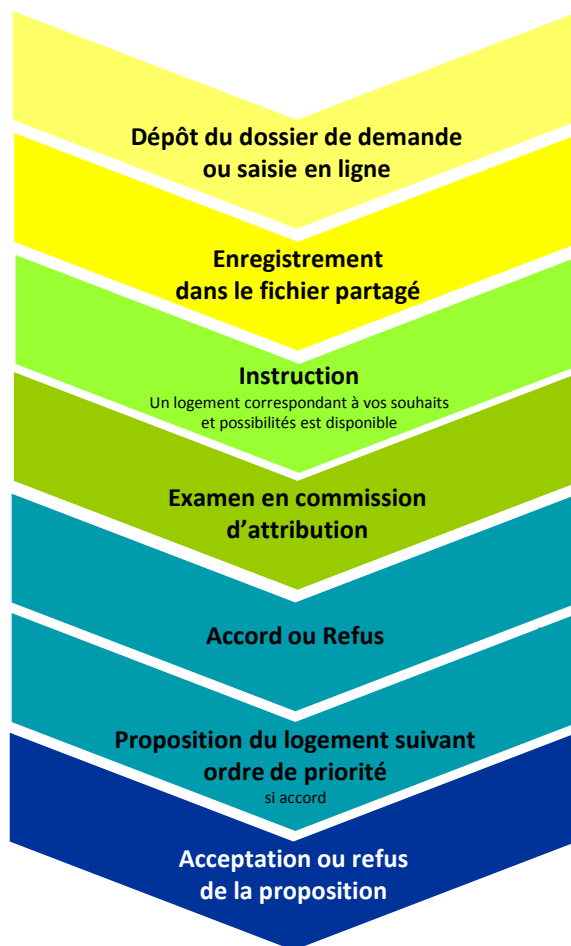 Dépôt du dossier de demande
ou saisie en ligne
Enregistrement
dans le fichier partagé
Instruction
Un logement correspondant à vos souhaits
et possibilités est disponible
Examen en commission
d’attribution
Accord ou Refus
Proposition du logement suivant
ordre de priorité
si accord
Acceptation ou refus
de la proposition